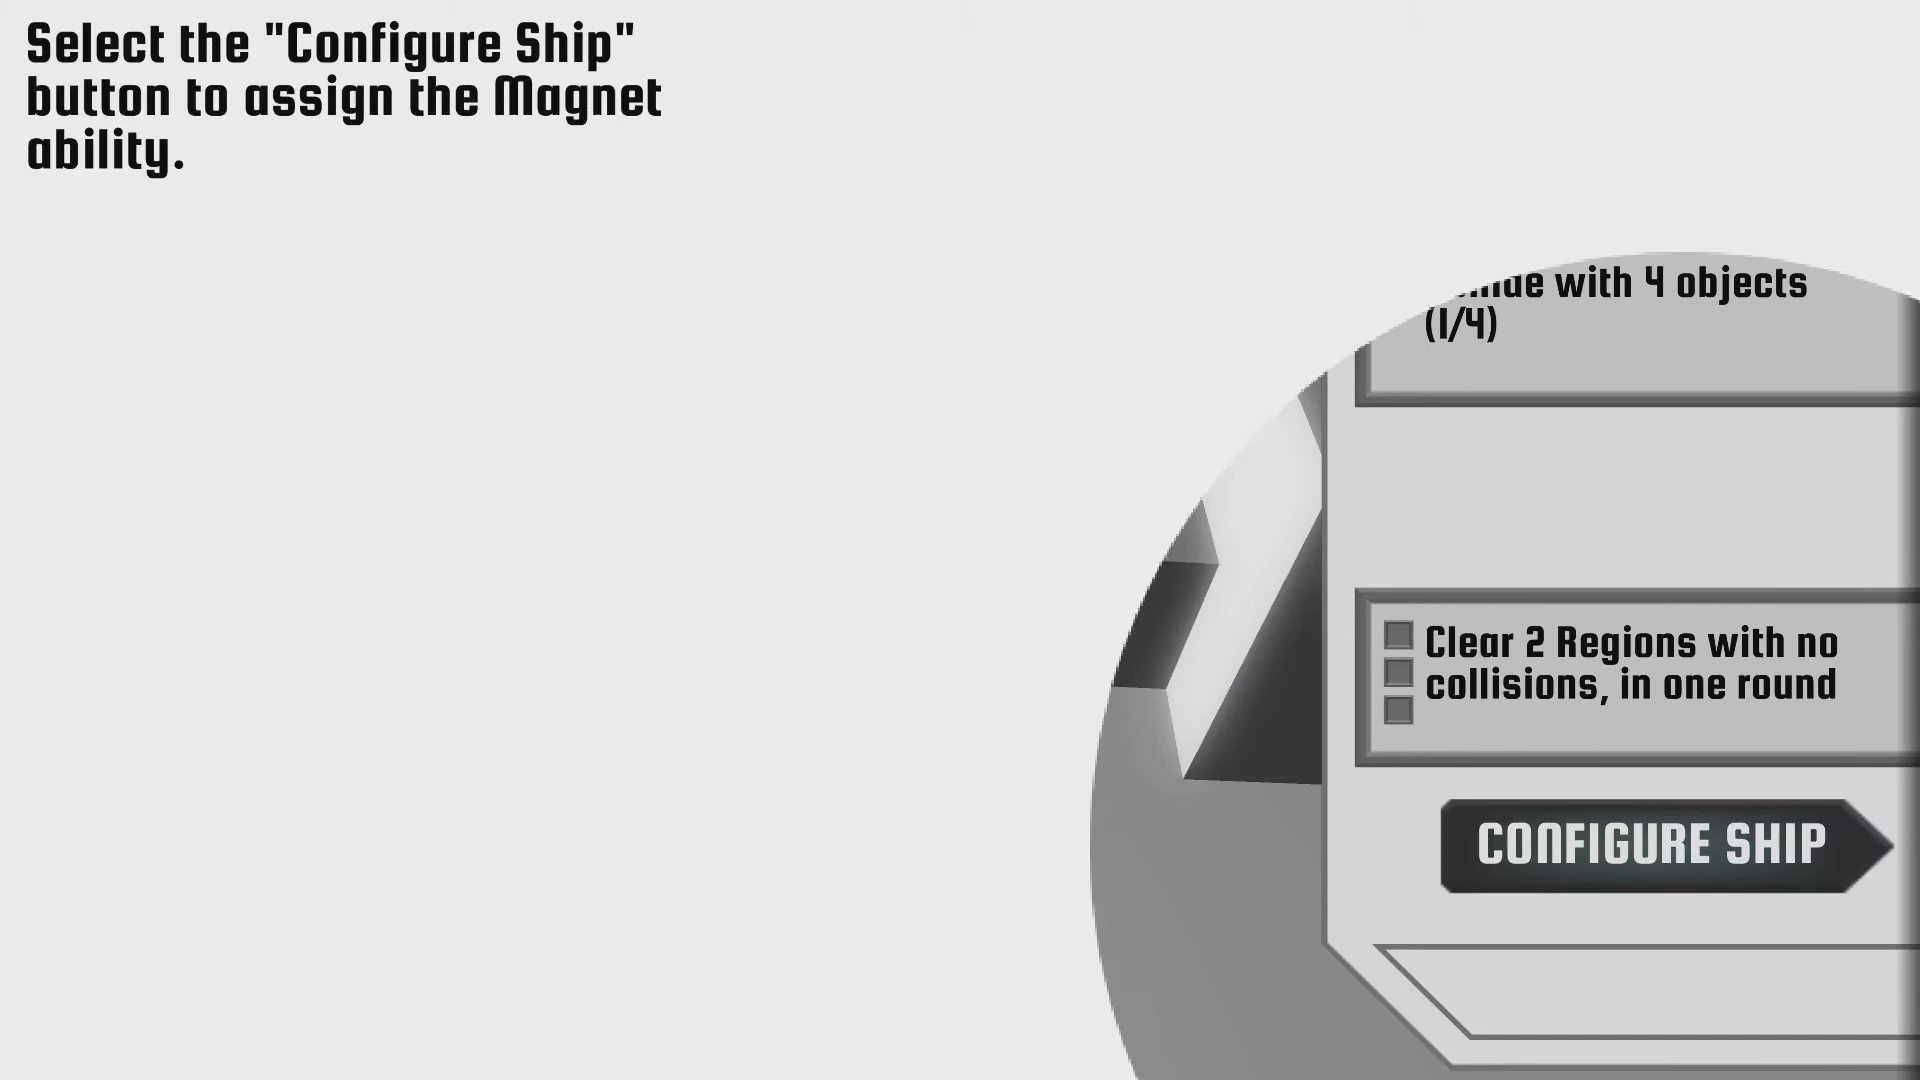 Select the "Configure Ship"
button to assign the Magnet
ability.
with 4 objects
(1/4)
Clear 2 Regions with no
collisions, in one round
CONFIGURE SHIP